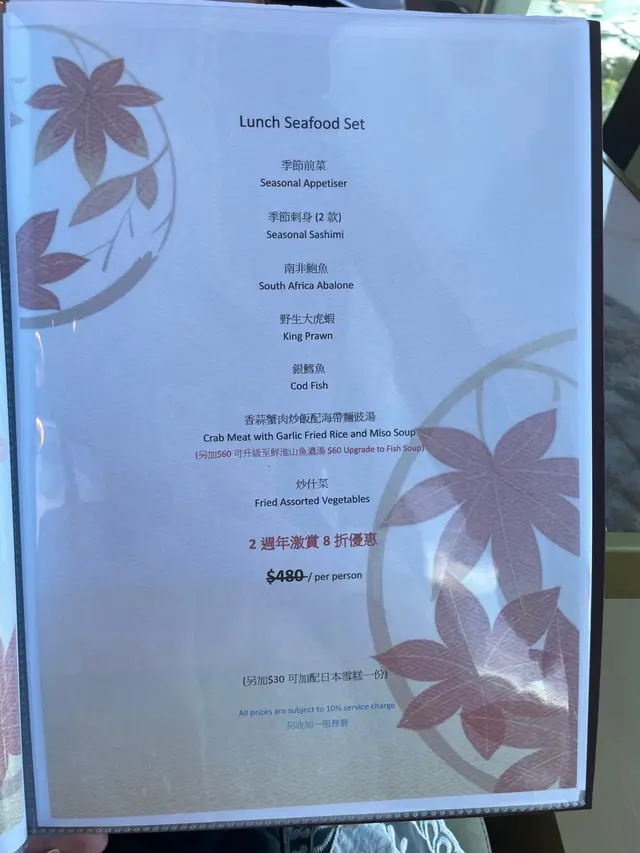 Lunch Seafood Set
季節前菜
Seasonal Appetiser
季節刺身 (2 款)
Seasonal Sashimi
南非鮑魚
South Africa Abalone
野生大虎蝦
King Prawn
銀鱈魚
Cod Fish
香蒜蟹肉炒飯配海帶麵豉湯
Crab Meat with Garlic Fried Rice and Miso Soup
(另加$60 可升級至鮮淮山魚濃湯 $60 Upgrade to Fish Soup)
炒什菜
Fried Assorted Vegetables
2 週年激賞 8 折優惠
$480 / per person
(另加$30 可加配日本雪糕一份)
All prices are subject to 10% service charge
另收加一服務費